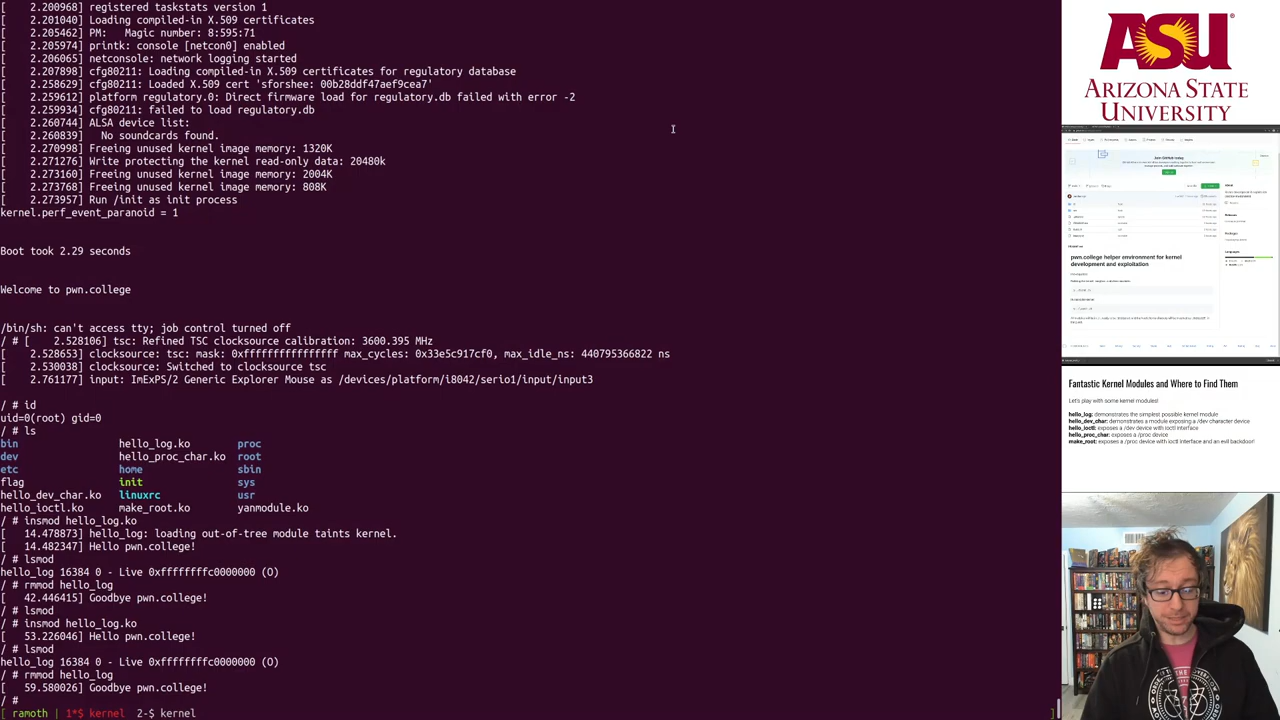 [    2.200968] registered taskstats version 1
[    2.201040] Loading compiled-in X.509 certificates
[    2.205462] PM:   Magic number: 8:595:71
[    2.205974] printk: console [netcon0] enabled
[    2.206065] netconsole: network logging started
[    2.207898] cfg80211: Loading compiled-in X.509 certificates for regulatory database
[    2.258629] cfg80211: Loaded X.509 cert 'sforshee: 00b28ddf47aef9cea7'
[    2.259612] platform regulatory.0: Direct firmware load for regulatory.db failed with error -2
[    2.259934] cfg80211: failed to load regulatory.db
[    2.260744] ALSA device list:
[    2.260839]   No soundcards found.
[    2.270998] Freeing unused kernel image memory: 1320K
[    2.271276] Write protecting the kernel read-only data: 20480k
[    2.273468] Freeing unused kernel image memory: 2004K
[    2.273768] Freeing unused kernel image memory: 808K
[    2.273957] Run /init as init process
kernel.perf_event_paranoid = 1
Boot took 2.29 seconds
Welcome to pwn.college
/bin/sh: can't access tty; job control turned off
/ # [    2.528106] tsc: Refined TSC clocksource calibration: 3600.395 MHz
[    2.528653] clocksource: tsc: mask: 0xffffffffffffffff max_cycles: 0x33e5c917cf0, max_idle_ns: 440795366822 ns
[    2.530039] clocksource: Switched to clocksource tsc
[    2.761177] input: ImExPS/2 Generic Explorer Mouse as /devices/platform/i8042/serio1/input/input3
/ # id
uid=0(root) gid=0
/ # ls
bin                hello_log.ko        proc
dev                hello_proc_char.ko  root
etc                home                sbin
flag               init                sys
hello_dev_char.ko  linuxrc             usr
hello_ioctl.ko     make_root.ko        yanmodule.ko
/ # insmod hello_log.ko
[   14.478873] hello_log: loading out-of-tree module taints kernel.
[   14.482347] Hello pwn.college!
/ # lsmod
hello_log 16384 0 - Live 0xffffffffc0000000 (O)
/ # rmmod hello_log
[   42.446415] Goodbye pwn.college!
/ # lsmod
/ # insmod hello_log.ko
[   53.226046] Hello pwn.college!
/ # lsmod
hello_log 16384 0 - Live 0xffffffffc0000000 (O)
/ # rmmod hello_log
[   59.580026] Goodbye pwn.college!
/ #
[ ramoth | 1*$ kernel  2-$ kernel ]
ASU
ARIZONA STATE
UNIVERSITY
Join GitHub today
pwn.college helper environment for kernel
development and exploitation
Fantastic Kernel Modules and Where to Find Them
Let's play with some kernel modules!
hello_log: demonstrates the simplest possible kernel module
hello_dev_char: demonstrates a module exposing a /dev character device
hello_ioctl: exposes a /dev device with ioctl interface
hello_proc_char: exposes a /proc device
make_root: exposes a /proc device with ioctl interface and an evil backdoor!